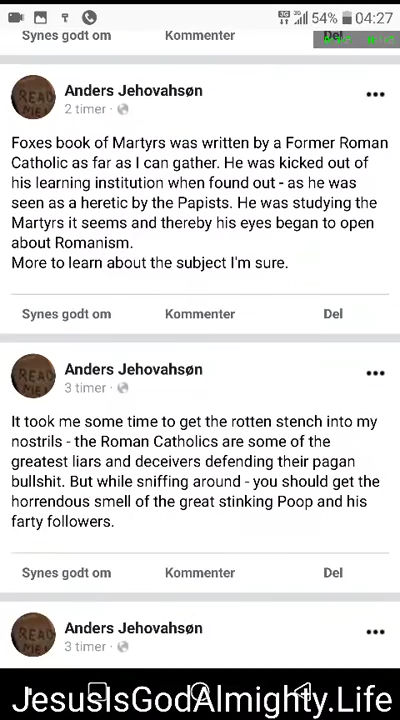 54% 04:27
Synes godt om Kommenter Del
READ ME!
Anders Jehovahsøn
2 timer
Foxes book of Martyrs was written by a Former Roman
Catholic as far as I can gather. He was kicked out of
his learning institution when found out - as he was
seen as a heretic by the Papists. He was studying the
Martyrs it seems and thereby his eyes began to open
about Romanism.
More to learn about the subject I'm sure.
Synes godt om Kommenter Del
READ ME!
Anders Jehovahsøn
3 timer
It took me some time to get the rotten stench into my
nostrils - the Roman Catholics are some of the
greatest liars and deceivers defending their pagan
bullshit. But while sniffing around - you should get the
horrendous smell of the great stinking Poop and his
farty followers.
Synes godt om Kommenter Del
READ ME!
Anders Jehovahsøn
3 timer
JesusIsGodAlmighty.Life